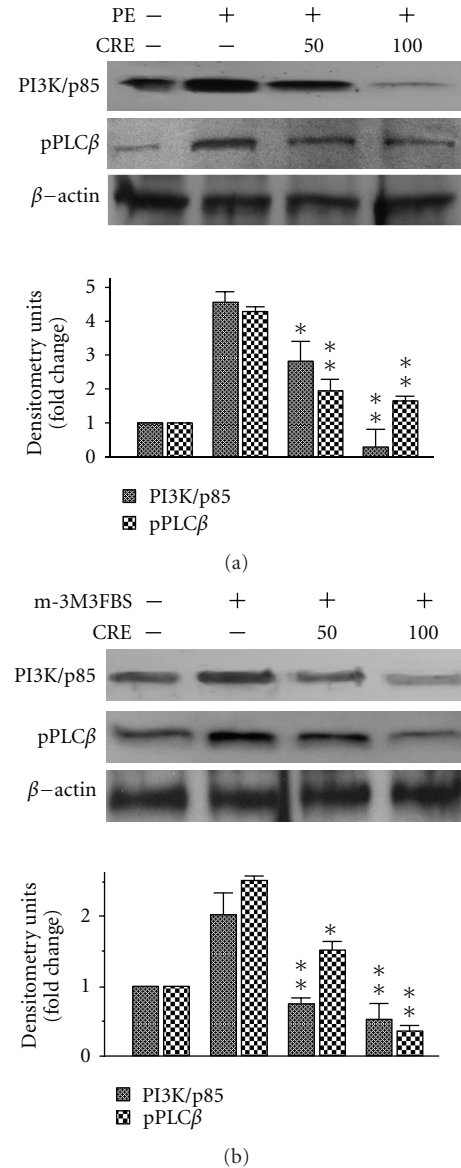 PE − + + +
CRE − − 50 100
PI3K/p85
pPLCβ
β−actin
Densitometry units
(fold change)
5
4
3
2
1
0
*
* *
* *
* *
PI3K/p85
pPLCβ
(a)
m-3M3FBS − + + +
CRE − − 50 100
PI3K/p85
pPLCβ
β−actin
Densitometry units
(fold change)
2
1
0
* *
*
* *
* *
PI3K/p85
pPLCβ
(b)